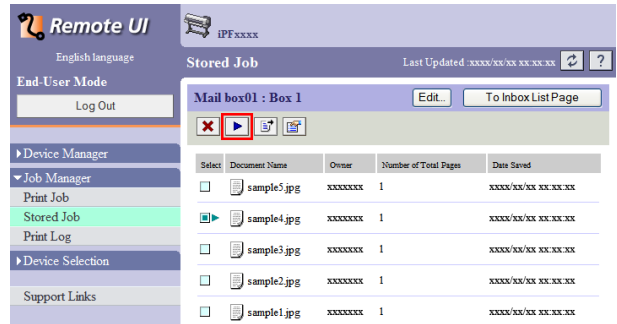 Remote UI
iPFxxxx
English language
Stored Job
Last Updated :xxxx/xx/xx xx:xx:xx
?
End-User Mode
Log Out
Mail box01 : Box 1
Edit...
To Inbox List Page
Device Manager
Job Manager
Print Job
Stored Job
Print Log
Device Selection
Support Links
Select Document Name Owner Number of Total Pages Date Saved
sample5.jpg xxxxxxx 1 xxxx/xx/xx xx:xx:xx
sample4.jpg xxxxxxx 1 xxxx/xx/xx xx:xx:xx
sample3.jpg xxxxxxx 1 xxxx/xx/xx xx:xx:xx
sample2.jpg xxxxxxx 1 xxxx/xx/xx xx:xx:xx
sample1.jpg xxxxxxx 1 xxxx/xx/xx xx:xx:xx